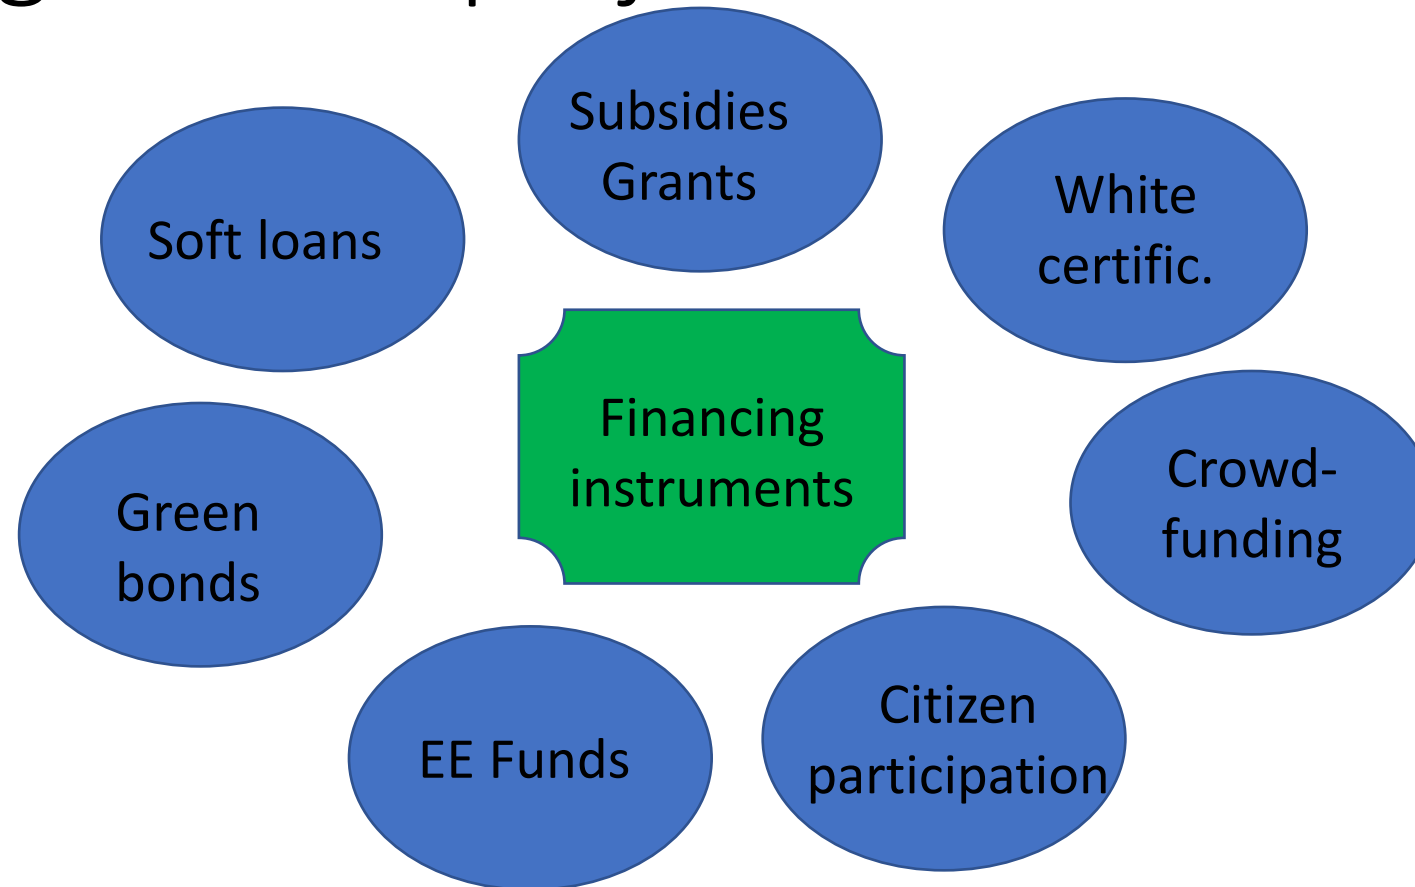 Subsidies
Grants
White
certific.
Soft loans
Financing
instruments
Crowd-
funding
Green
bonds
Citizen
participation
EE Funds